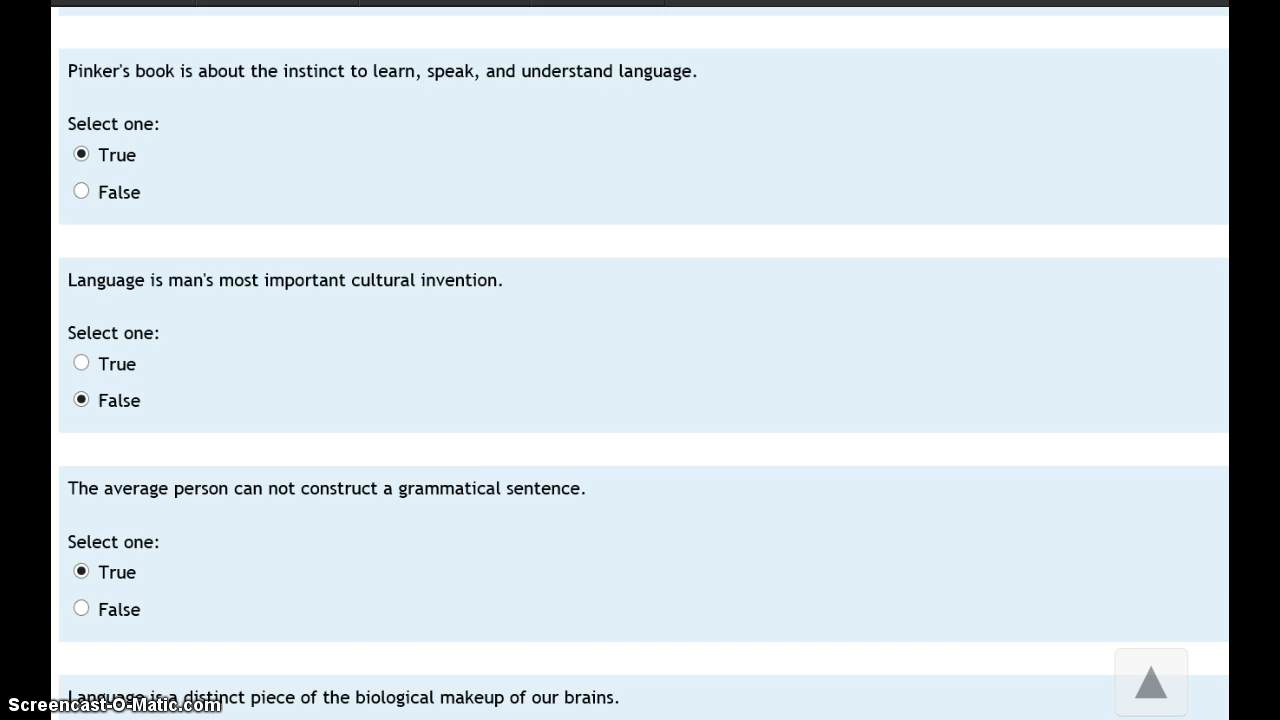 Pinker's book is about the instinct to learn, speak, and understand language.
Select one:
True
False
Language is man's most important cultural invention.
Select one:
True
False
The average person can not construct a grammatical sentence.
Select one:
True
False
Language is a distinct piece of the biological makeup of our brains.
Screencast-O-Matic.com